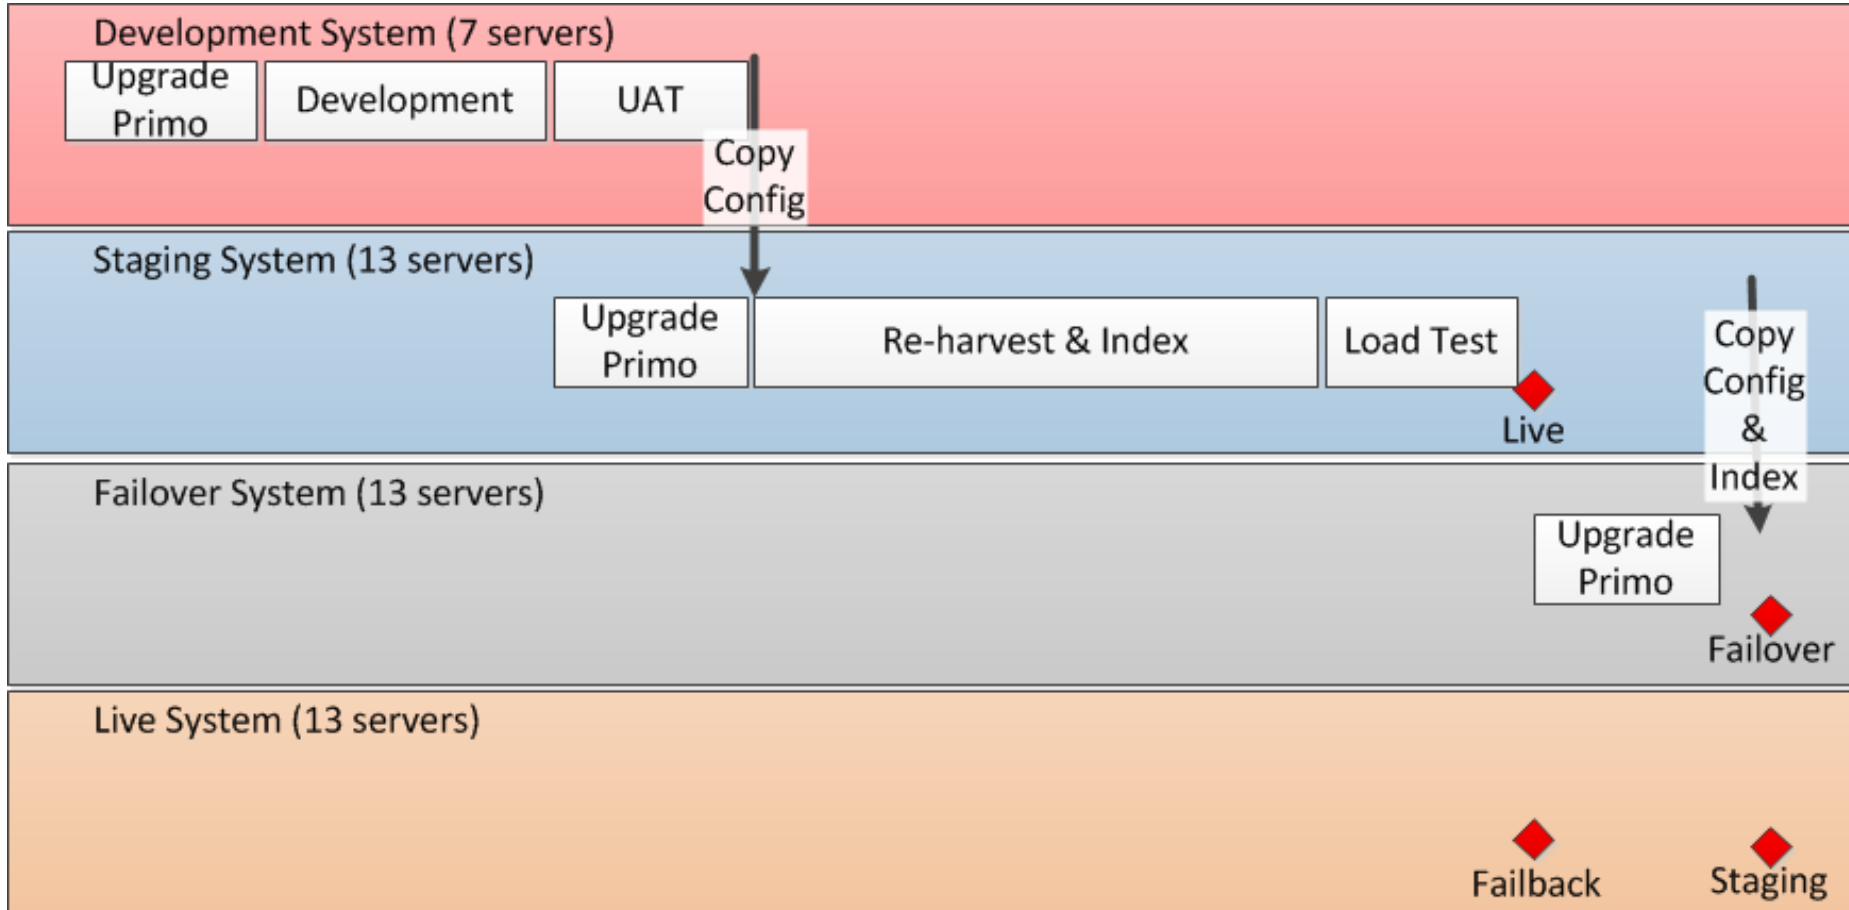 Development System (7 servers)
Upgrade
Primo
Development
UAT
Copy
Config
Staging System (13 servers)
Upgrade
Primo
Re-harvest & Index
Load Test
Live
Copy
Config
&
Index
Failover System (13 servers)
Upgrade
Primo
Failover
Live System (13 servers)
Failback
Staging